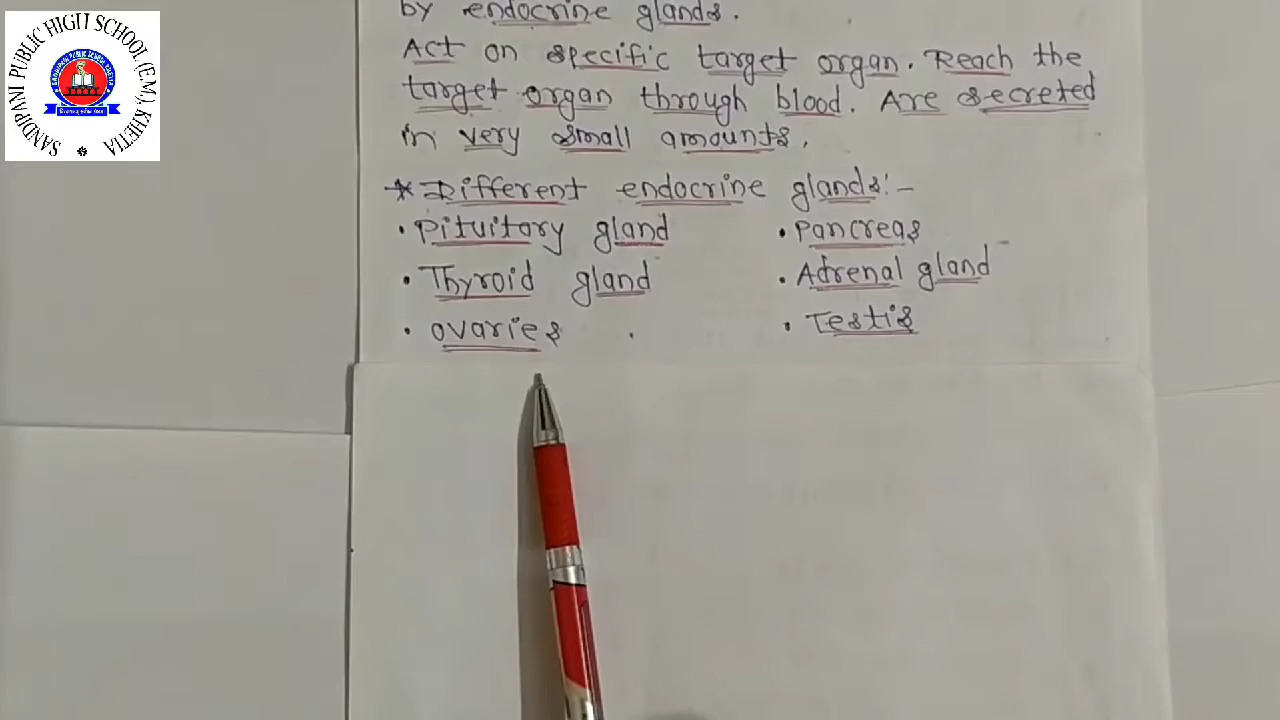 SANDIPANI PUBLIC HIGH SCHOOL (E.M.), KHETIA
by endocrine glands.
Act on specific target organ. Reach the
target organ through blood. Are secreted
in very small amounts.
* Different endocrine glands:-
• Pituitary gland • Pancreas
• Thyroid gland • Adrenal gland
• ovaries • Testis